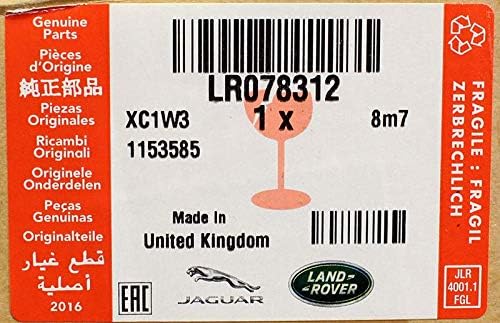 Genuine
Parts
Pièces
d'Origine
純正部品
Piezas
Originales
Ricambi
Originali
Originele
Onderdelen
Peças
Genuinas
Originalteile
قطع غيار
أصلية
2016
LR078312
XC1W3
1 x
8m7
1153585
Made In
United Kingdom
EAC
JAGUAR
LAND-
ROVER
FRAGILE : FRAGIL
ZERBRECHLICH
JLR
4001.1
FGL